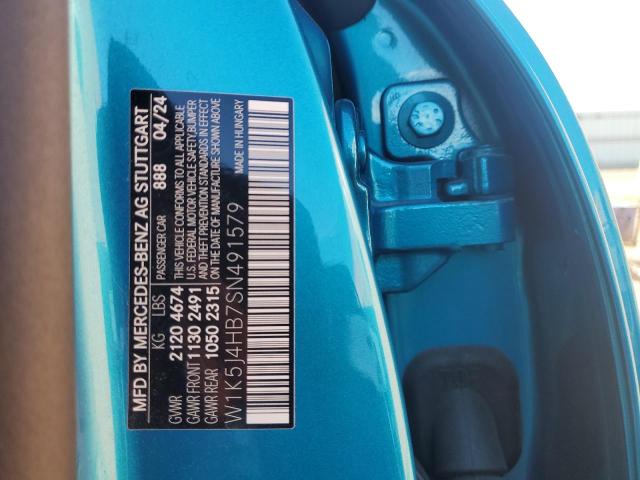 MFD BY MERCEDES-BENZ AG STUTTGART
PASSENGER CAR 888 04/24
KG LBS
GVWR 2120 4674
GAWR FRONT 1130 2491
GAWR REAR 1050 2315
THIS VEHICLE CONFORMS TO ALL APPLICABLE
U.S. FEDERAL MOTOR VEHICLE SAFETY, BUMPER
AND THEFT PREVENTION STANDARDS IN EFFECT
ON THE DATE OF MANUFACTURE SHOWN ABOVE
MADE IN HUNGARY
W1K5J4HB7SN491579